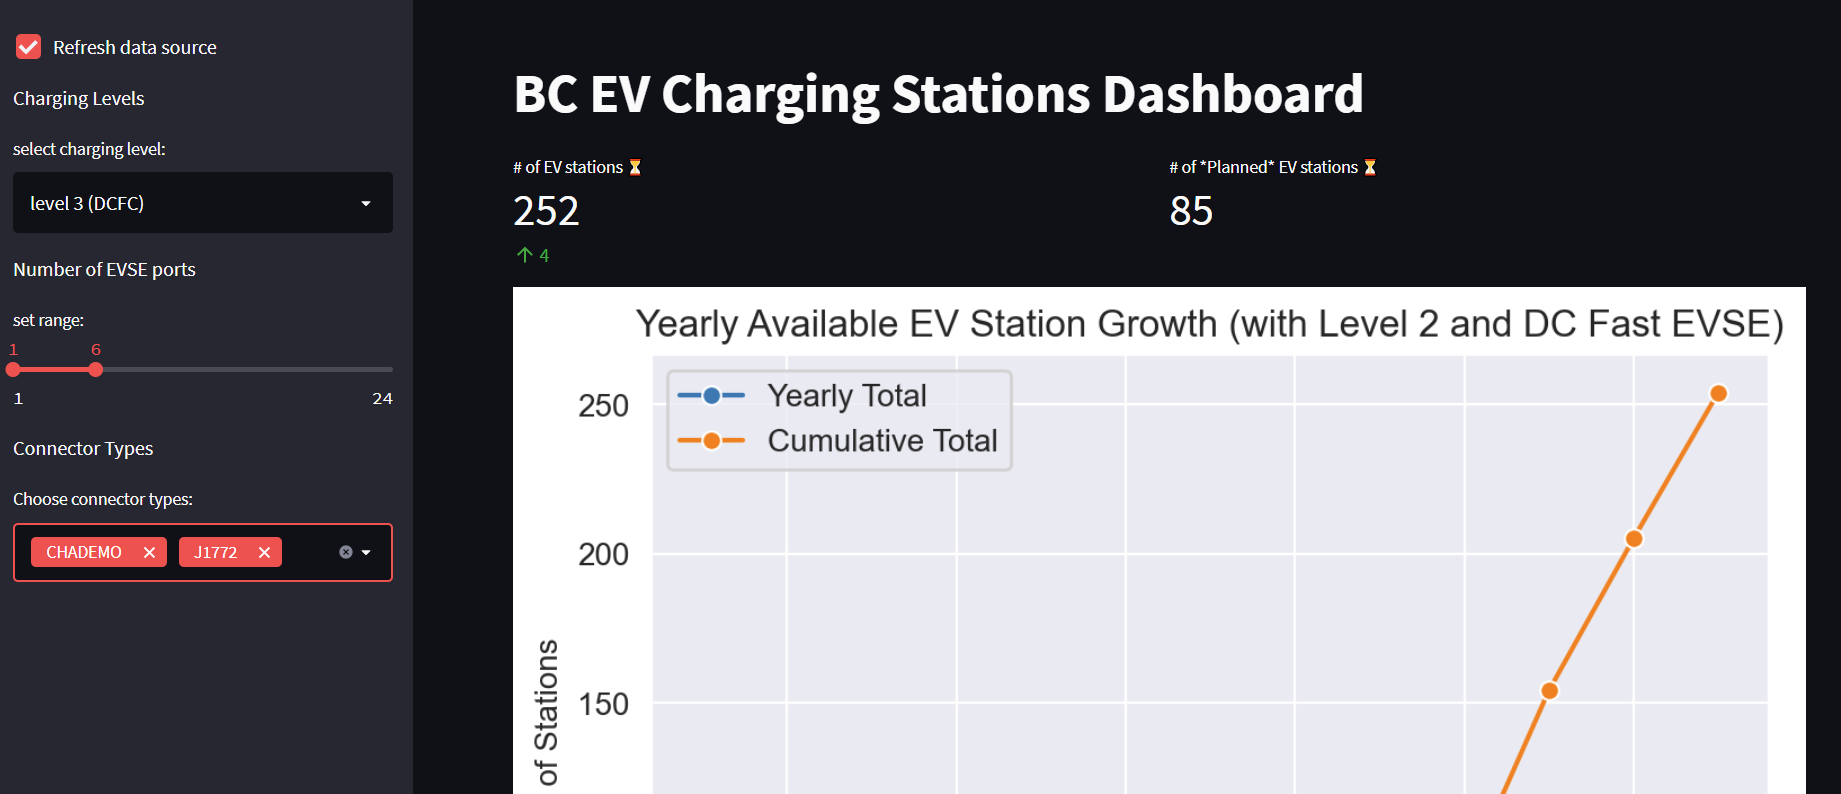 Refresh data source
Charging Levels
select charging level:
level 3 (DCFC)
Number of EVSE ports
set range:
1 6
1 24
Connector Types
Choose connector types:
CHADEMO J1772
BC EV Charging Stations Dashboard
# of EV stations ⏳
252
↑ 4
# of *Planned* EV stations ⏳
85
Yearly Available EV Station Growth (with Level 2 and DC Fast EVSE)
Yearly Total
Cumulative Total
250
200
150
of Stations